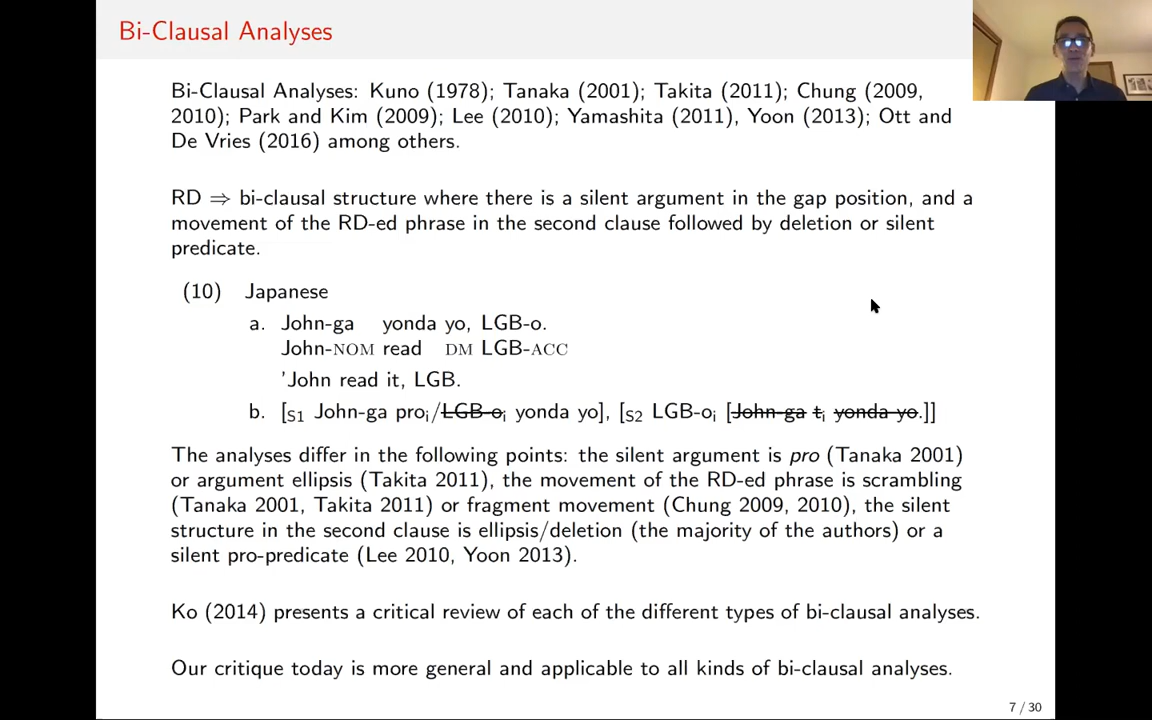 Bi-Clausal Analyses
Bi-Clausal Analyses: Kuno (1978); Tanaka (2001); Takita (2011); Chung (2009,
2010); Park and Kim (2009); Lee (2010); Yamashita (2011), Yoon (2013); Ott and
De Vries (2016) among others.
RD ⇒ bi-clausal structure where there is a silent argument in the gap position, and a
movement of the RD-ed phrase in the second clause followed by deletion or silent
predicate.
(10) Japanese
a. John-ga yonda yo, LGB-o.
John-NOM read DM LGB-ACC
'John read it, LGB.
b. [S1 John-ga proi/LGB-oi yonda yo], [S2 LGB-oi [John-ga ti yonda yo.]]
The analyses differ in the following points: the silent argument is pro (Tanaka 2001)
or argument ellipsis (Takita 2011), the movement of the RD-ed phrase is scrambling
(Tanaka 2001, Takita 2011) or fragment movement (Chung 2009, 2010), the silent
structure in the second clause is ellipsis/deletion (the majority of the authors) or a
silent pro-predicate (Lee 2010, Yoon 2013).
Ko (2014) presents a critical review of each of the different types of bi-clausal analyses.
Our critique today is more general and applicable to all kinds of bi-clausal analyses.
7 / 30